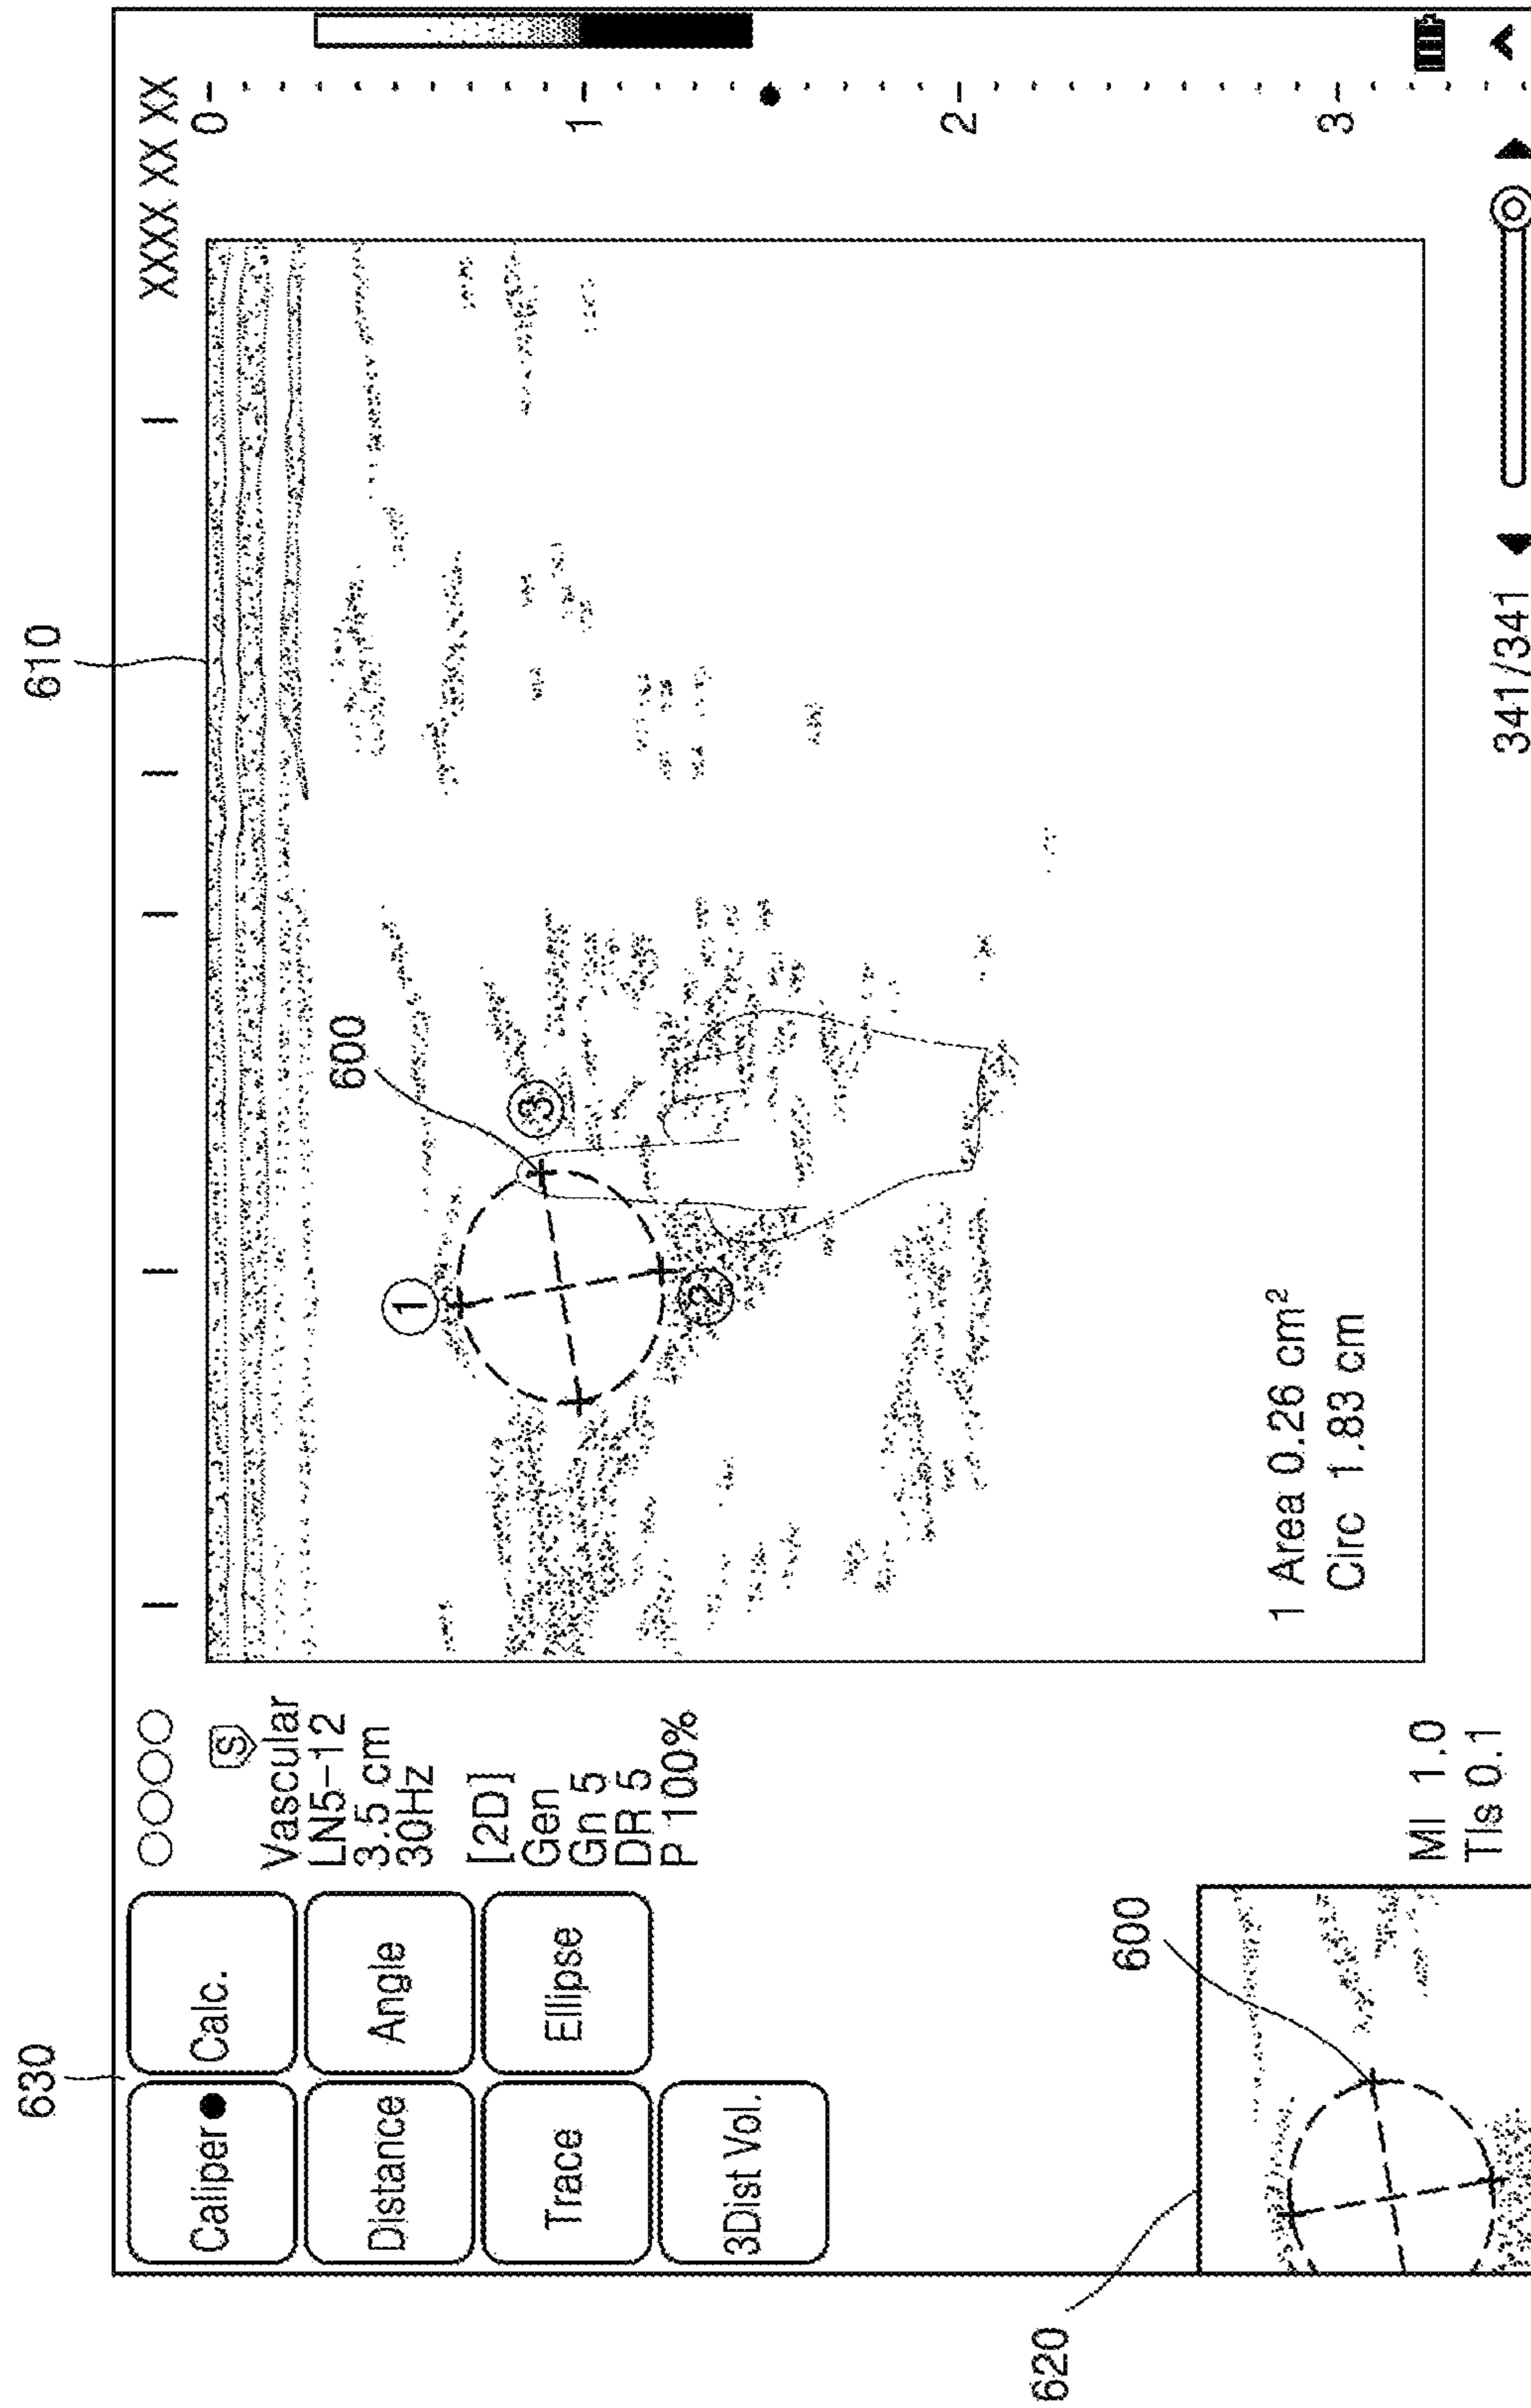 630
610
Caliper● Calc.
Distance Angle
Trace Ellipse
3Dist Vol.
○○○○
S
Vascular
LN5-12
3.5 cm
30Hz
[2D]
Gen
Gn 5
DR 5
P 100%
XXXX XX XX XX
0
1
2
3
600
①
②
③
1 Area 0.26 cm²
Circ 1.83 cm
620
600
MI 1.0
TIs 0.1
341/341